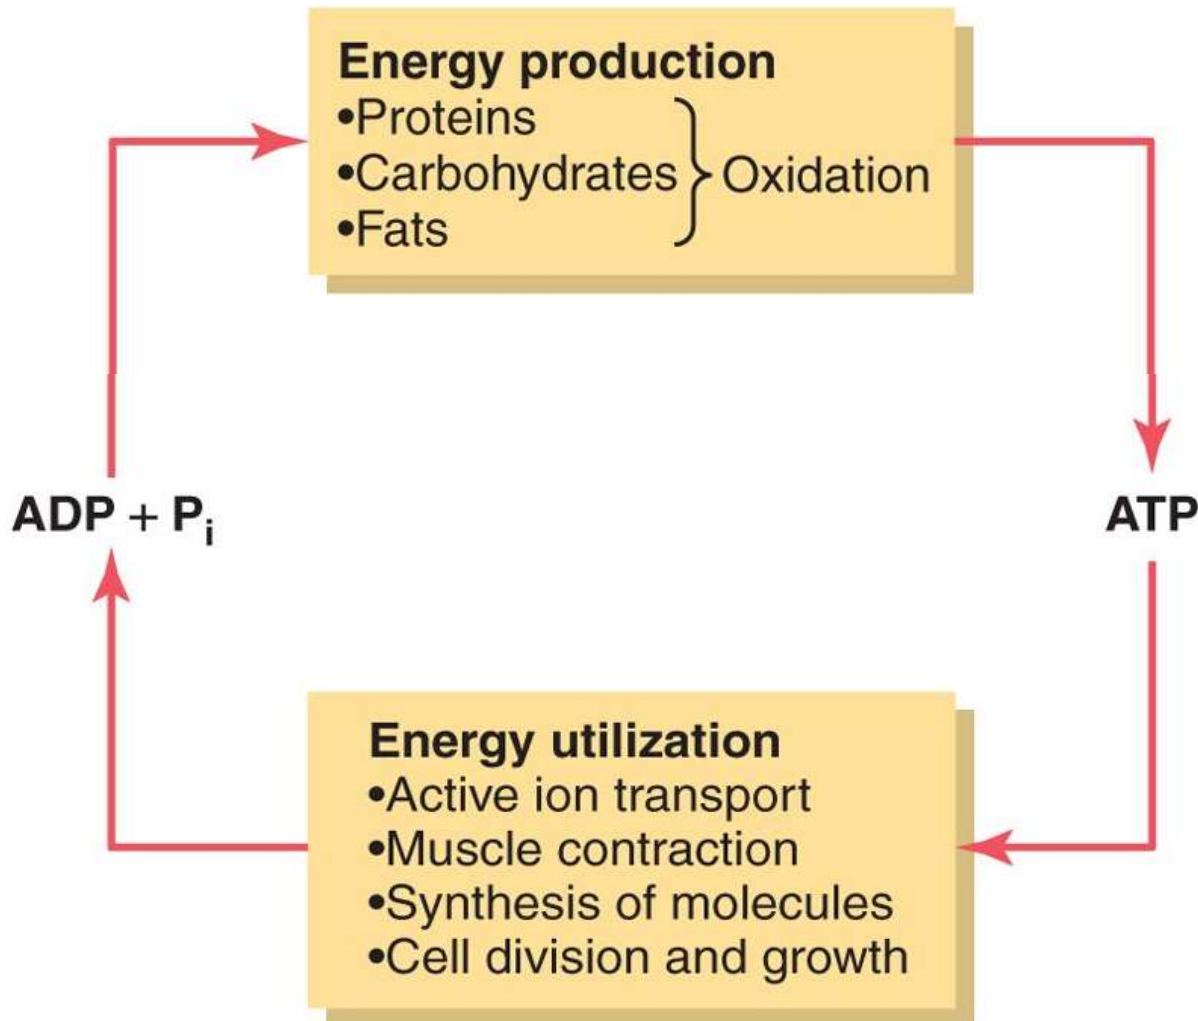 Energy production
•Proteins
•Carbohydrates
•Fats
Oxidation
ADP + Pi
ATP
Energy utilization
•Active ion transport
•Muscle contraction
•Synthesis of molecules
•Cell division and growth